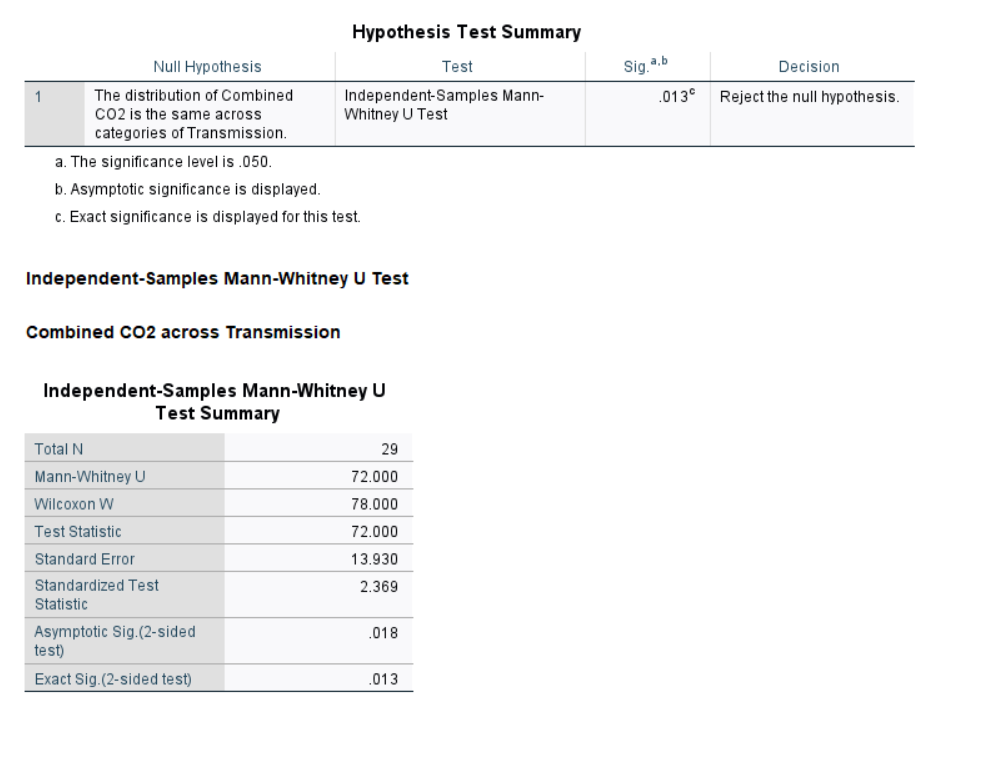 Hypothesis Test Summary
Null Hypothesis Test Sig.a,b Decision
1 The distribution of Combined CO2 is the same across categories of Transmission. Independent-Samples Mann-Whitney U Test .013c Reject the null hypothesis.
a. The significance level is .050.
b. Asymptotic significance is displayed.
c. Exact significance is displayed for this test.
Independent-Samples Mann-Whitney U Test
Combined CO2 across Transmission
Independent-Samples Mann-Whitney U
Test Summary
Total N 29
Mann-Whitney U 72.000
Wilcoxon W 78.000
Test Statistic 72.000
Standard Error 13.930
Standardized Test Statistic 2.369
Asymptotic Sig.(2-sided test) .018
Exact Sig.(2-sided test) .013